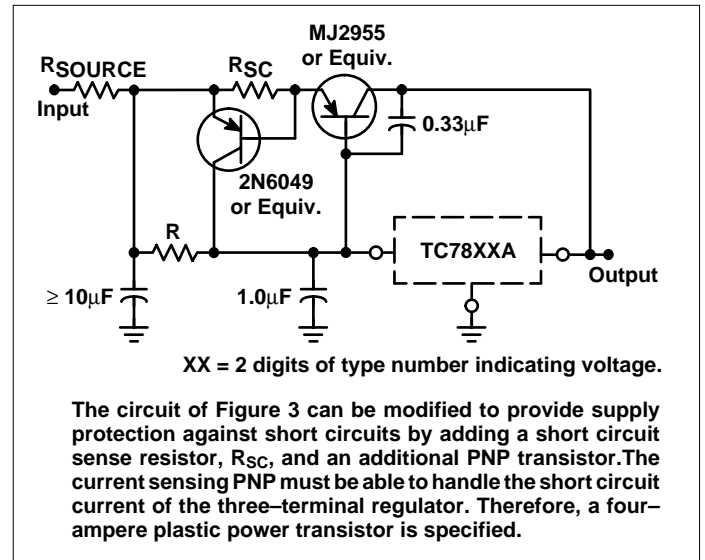 MJ2955
or Equiv.
RSOURCE
RSC
Input
0.33μF
2N6049
or Equiv.
R
TC78XXA
Output
≥ 10μF
1.0μF
XX = 2 digits of type number indicating voltage.
The circuit of Figure 3 can be modified to provide supply
protection against short circuits by adding a short circuit
sense resistor, RSC, and an additional PNP transistor.The
current sensing PNP must be able to handle the short circuit
current of the three–terminal regulator. Therefore, a four–
ampere plastic power transistor is specified.